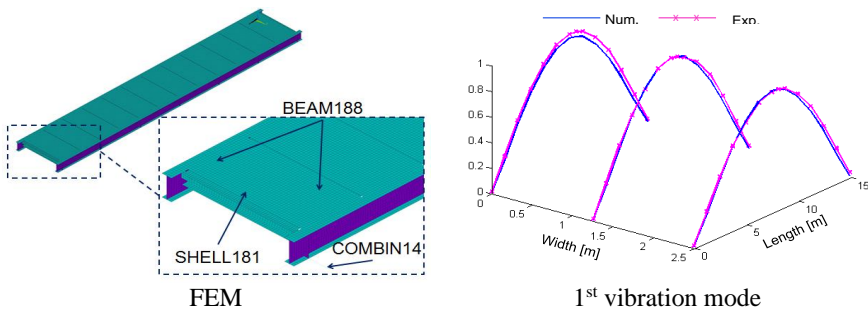 BEAM188
SHELL181
COMBIN14
FEM
Num.
Exp.
1
0.8
0.6
0.4
0.2
0
0
0.5
1
1.5
2
2.5
Width [m]
0
5
10
15
Length [m]
1st vibration mode